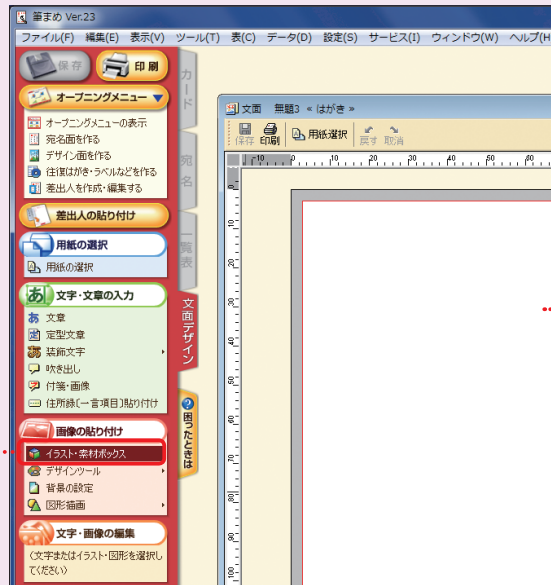 筆まめ Ver.23
ファイル(F) 編集(E) 表示(V) ツール(T) 表(C) データ(D) 設定(S) サービス(I) ウィンドウ(W) ヘルプ(H
保存 印刷
オープニングメニュー ▼
オープニングメニューの表示
宛名面を作る
デザイン面を作る
往復はがき・ラベルなどを作る
差出人を作成・編集する
差出人の貼り付け
用紙の選択
用紙の選択
文字・文章の入力
あ 文章
定型文章
装飾文字
吹き出し
付箋・画像
住所録(一言項目)貼り付け
画像の貼り付け
イラスト・素材ボックス
デザインツール
背景の設定
図形描画
文字・画像の編集
(文字またはイラスト・図形を選択し
てください)
カード
宛名
一覧表
文面デザイン
?困ったときは
文面 無題3 « はがき »
保存 印刷 用紙選択 戻す 取消
-10 0 10 20 30 40 50 60
0
10
20
30
40
50
60
70
80
90
100